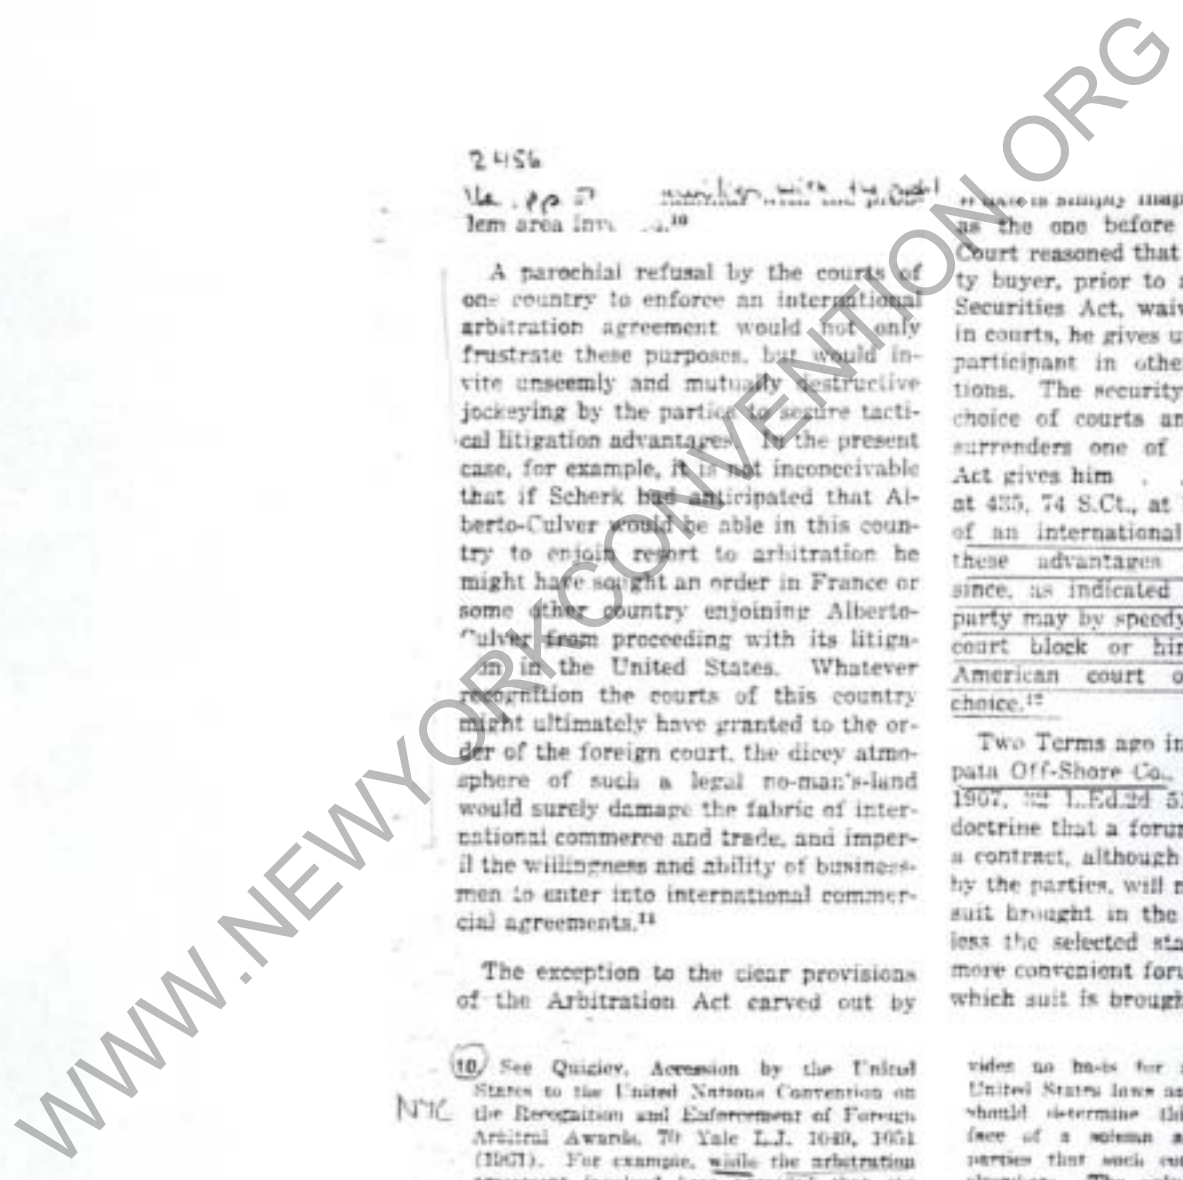 2456
lem area
A parochial refusal by the courts of
one country to enforce an international
arbitration agreement would not only
frustrate these purposes, but would in-
vite unseemly and mutually destructive
jockeying by the parties to secure tacti-
cal litigation advantages. In the present
case, for example, it is not inconceivable
that if Scherk had anticipated that Al-
berto-Culver would be able in this coun-
try to enjoin resort to arbitration he
might have sought an order in France or
some other country enjoining Alberto-
Culver from proceeding with its litiga-
in the United States. Whatever
recognition the courts of this country
might ultimately have granted to the or-
der of the foreign court, the dicey atmo-
sphere of such a legal no-man's-land
would surely damage the fabric of inter-
national commerce and trade, and imper-
il the willingness and ability of business-
men to enter into international commer-
cial agreements.11
The exception to the clear provisions
of the Arbitration Act carved out by
10. See Quigley, Accession by the United
States to the United Nations Convention on
NYC
the Recognition and Enforcement of Foreign
Arbitral Awards, 70 Yale L.J. 1049, 1051
(1961). For example, while the arbitration
as the one before
Court reasoned that
ty buyer, prior to a
Securities Act, waiv
in courts, he gives u
participant in othe
tions. The security
choice of courts an
surrenders one of
Act gives him . .
at 435, 74 S.Ct., at
of an international
these advantages
since, as indicated
party may by speedy
court block or hin
American court o
choice.12
Two Terms ago in
pata Off-Shore Co.,
1907, 32 L.Ed.2d 51
doctrine that a forum
a contract, although
by the parties, will n
suit brought in the
less the selected sta
more convenient foru
which suit is brought
vides no basis for
United States laws
should determine thi
face of a solemn a
parties that such
WWW.NEWYORKCONVENTION.ORG